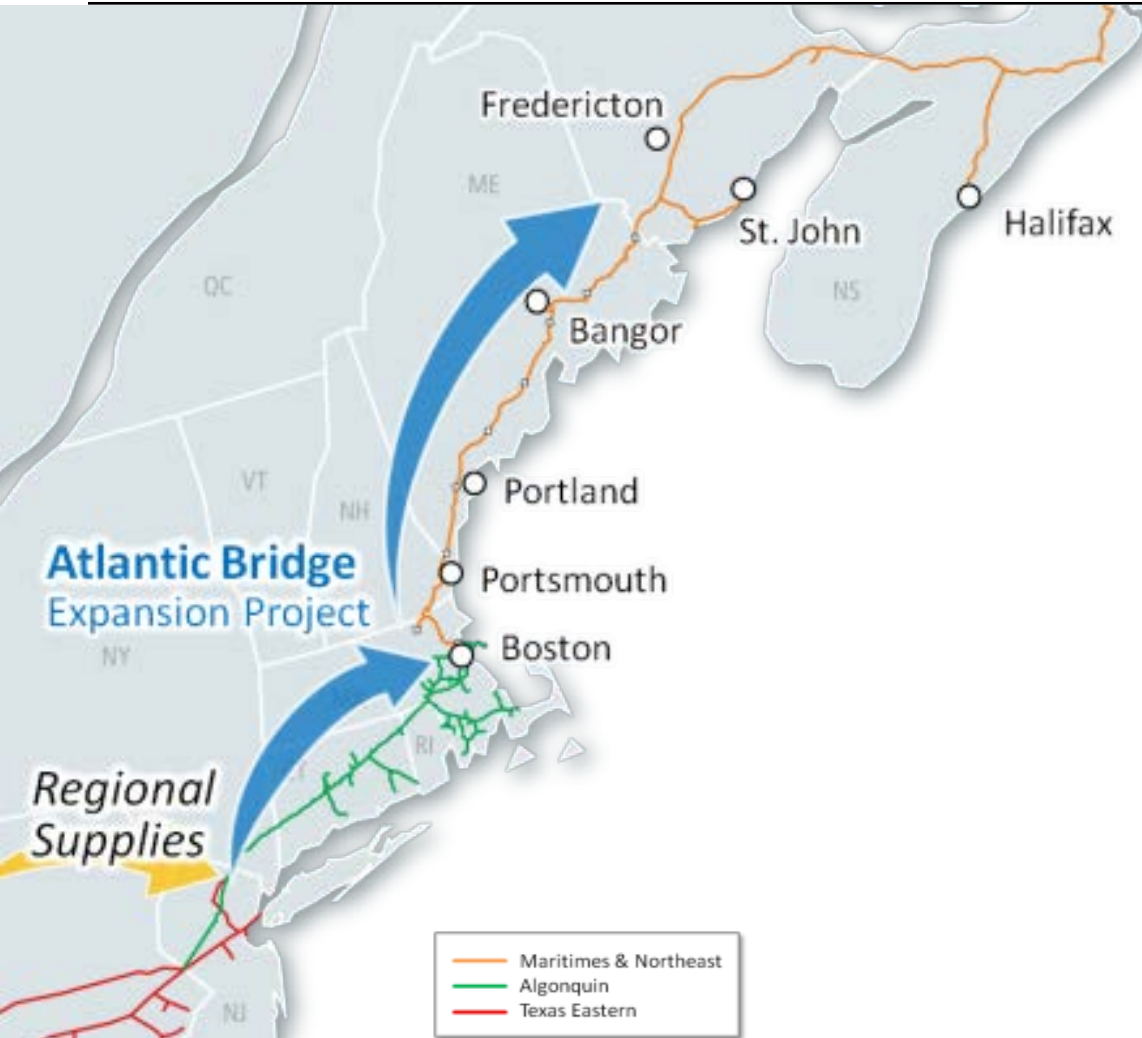 Fredericton
ME
St. John
Halifax
QC
NS
Bangor
VT
Portland
NH
Atlantic Bridge
Expansion Project
Portsmouth
NY
Boston
RI
Regional
Supplies
Maritimes & Northeast
Algonquin
Texas Eastern
NJ